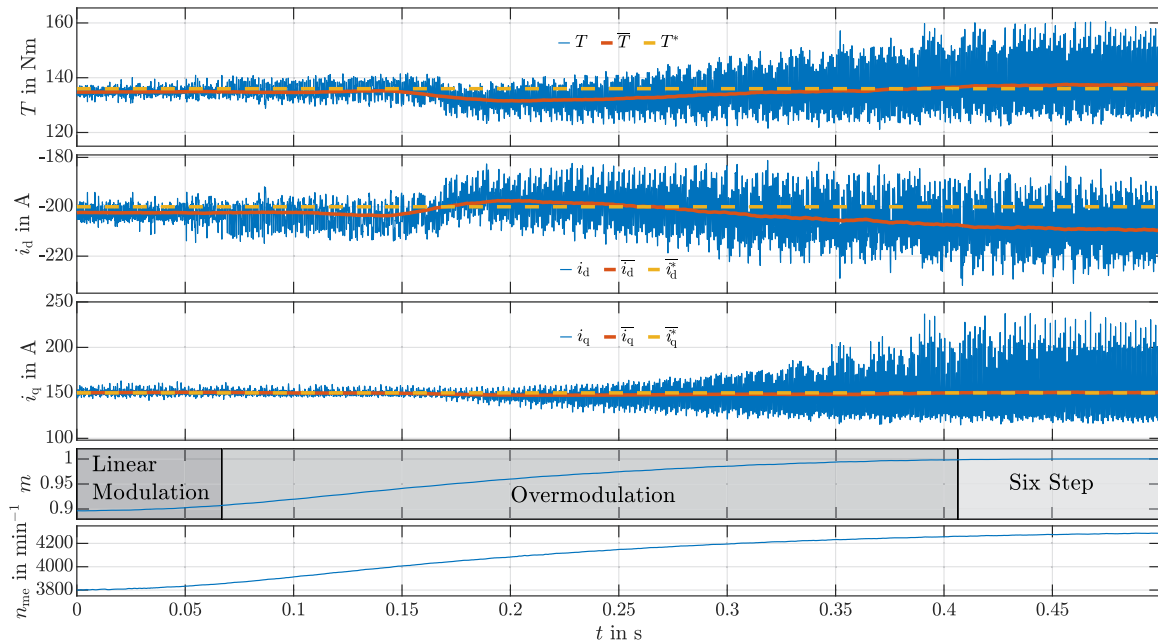 T in Nm
160
140
120
T T̅ T*
i_d in A
-180
-200
-220
i_d i̅_d i̅_d*
i_q in A
250
200
150
100
i_q i̅_q i̅_q*
m
1
0.95
0.9
Linear
Modulation
Overmodulation
Six Step
n_me in min⁻¹
4200
4000
3800
0 0.05 0.1 0.15 0.2 0.25 0.3 0.35 0.4 0.45
t in s